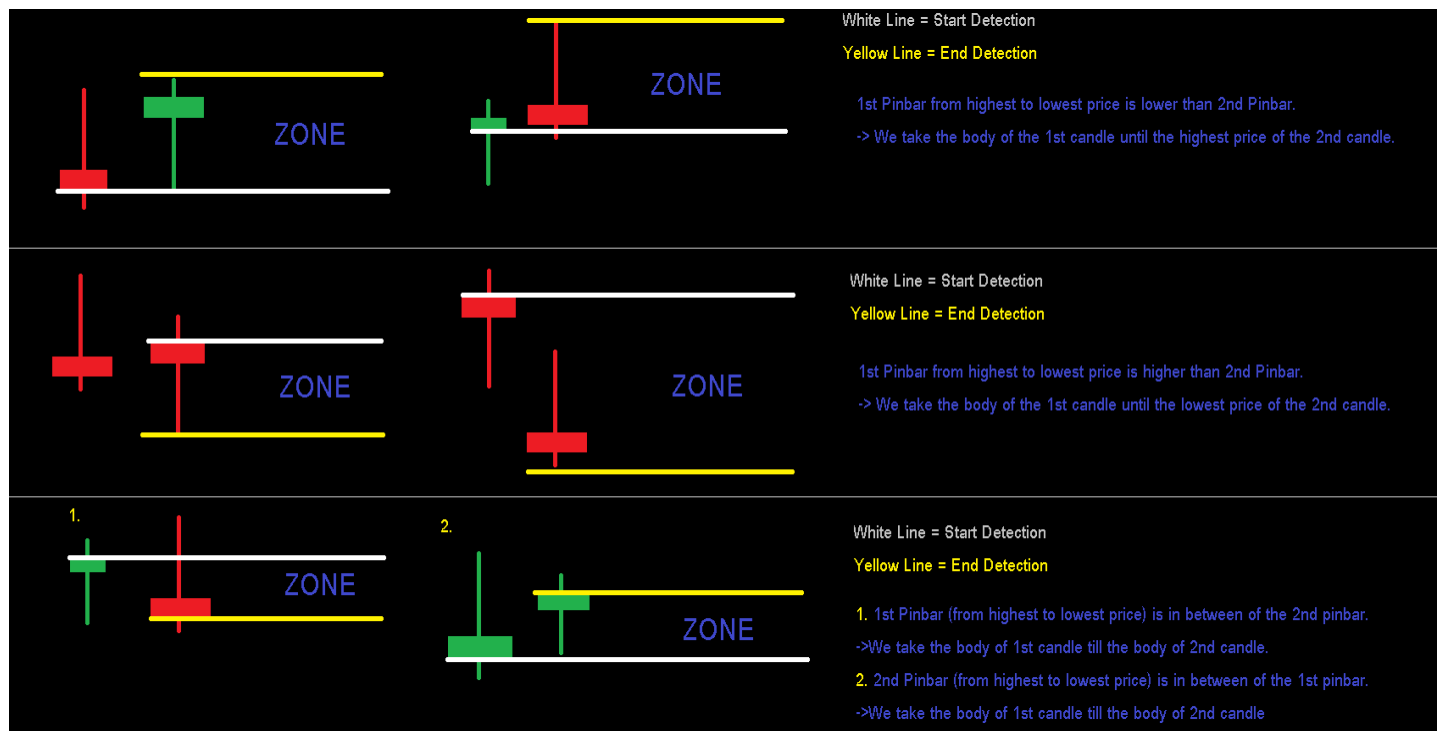 ZONE
ZONE
White Line = Start Detection
Yellow Line = End Detection
1st Pinbar from highest to lowest price is lower than 2nd Pinbar.
-> We take the body of the 1st candle until the highest price of the 2nd candle.
ZONE
ZONE
White Line = Start Detection
Yellow Line = End Detection
1st Pinbar from highest to lowest price is higher than 2nd Pinbar.
-> We take the body of the 1st candle until the lowest price of the 2nd candle.
1.
ZONE
2.
ZONE
White Line = Start Detection
Yellow Line = End Detection
1. 1st Pinbar (from highest to lowest price) is in between of the 2nd pinbar.
->We take the body of 1st candle till the body of 2nd candle.
2. 2nd Pinbar (from highest to lowest price) is in between of the 1st pinbar.
->We take the body of 1st candle till the body of 2nd candle